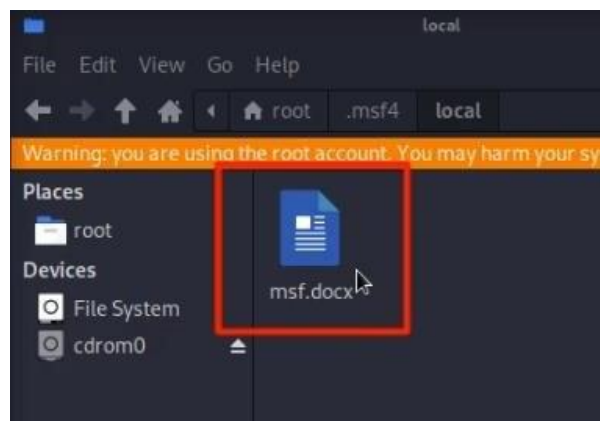 local
File Edit View Go Help
root .msf4 local
Warning: you are using the root account. You may harm your sy
Places
root
Devices
File System
cdrom0
msf.docx